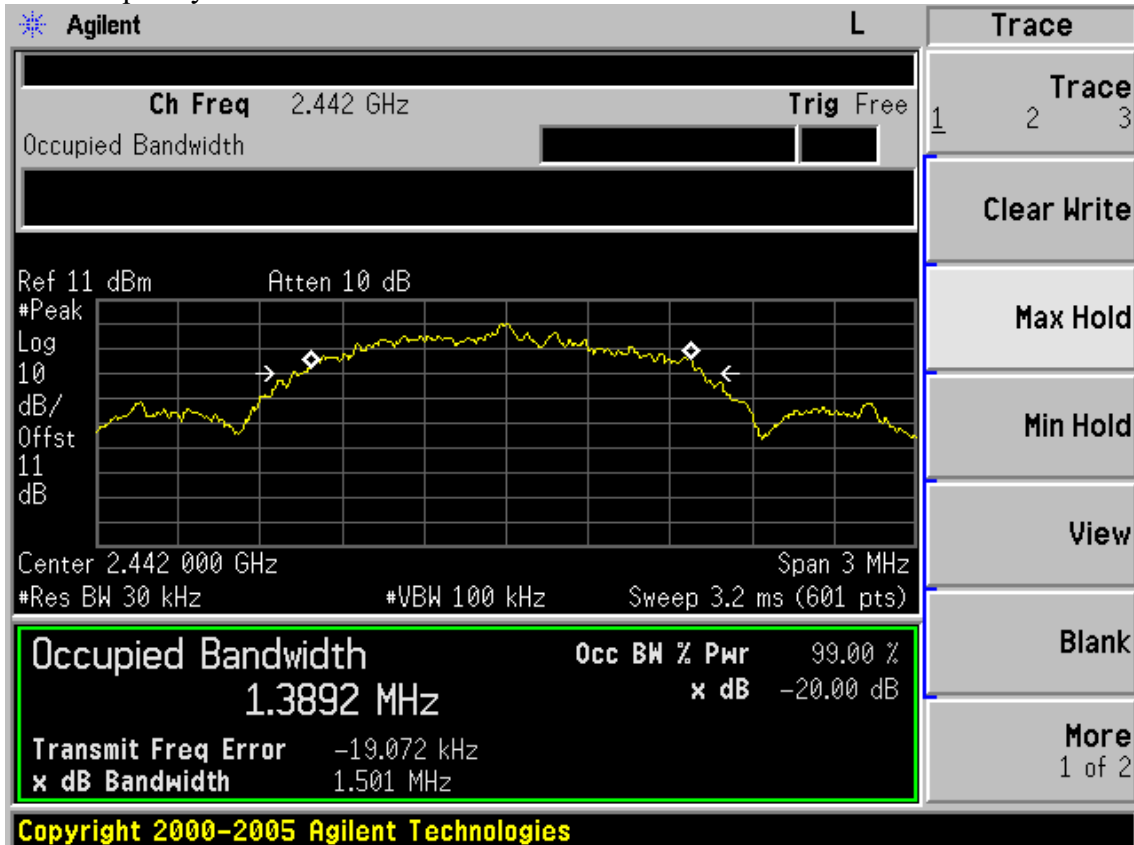 Agilent L Trace
Ch Freq 2.442 GHz Trig Free
Occupied Bandwidth
Trace
1 2 3
Clear Write
Max Hold
Min Hold
View
Blank
More
1 of 2
Ref 11 dBm Atten 10 dB
#Peak
Log
10
dB/
Offst
11
dB
Center 2.442 000 GHz Span 3 MHz
#Res BW 30 kHz #VBW 100 kHz Sweep 3.2 ms (601 pts)
Occupied Bandwidth Occ BW % Pwr 99.00 %
1.3892 MHz x dB -20.00 dB
Transmit Freq Error -19.072 kHz
x dB Bandwidth 1.501 MHz
Copyright 2000-2005 Agilent Technologies